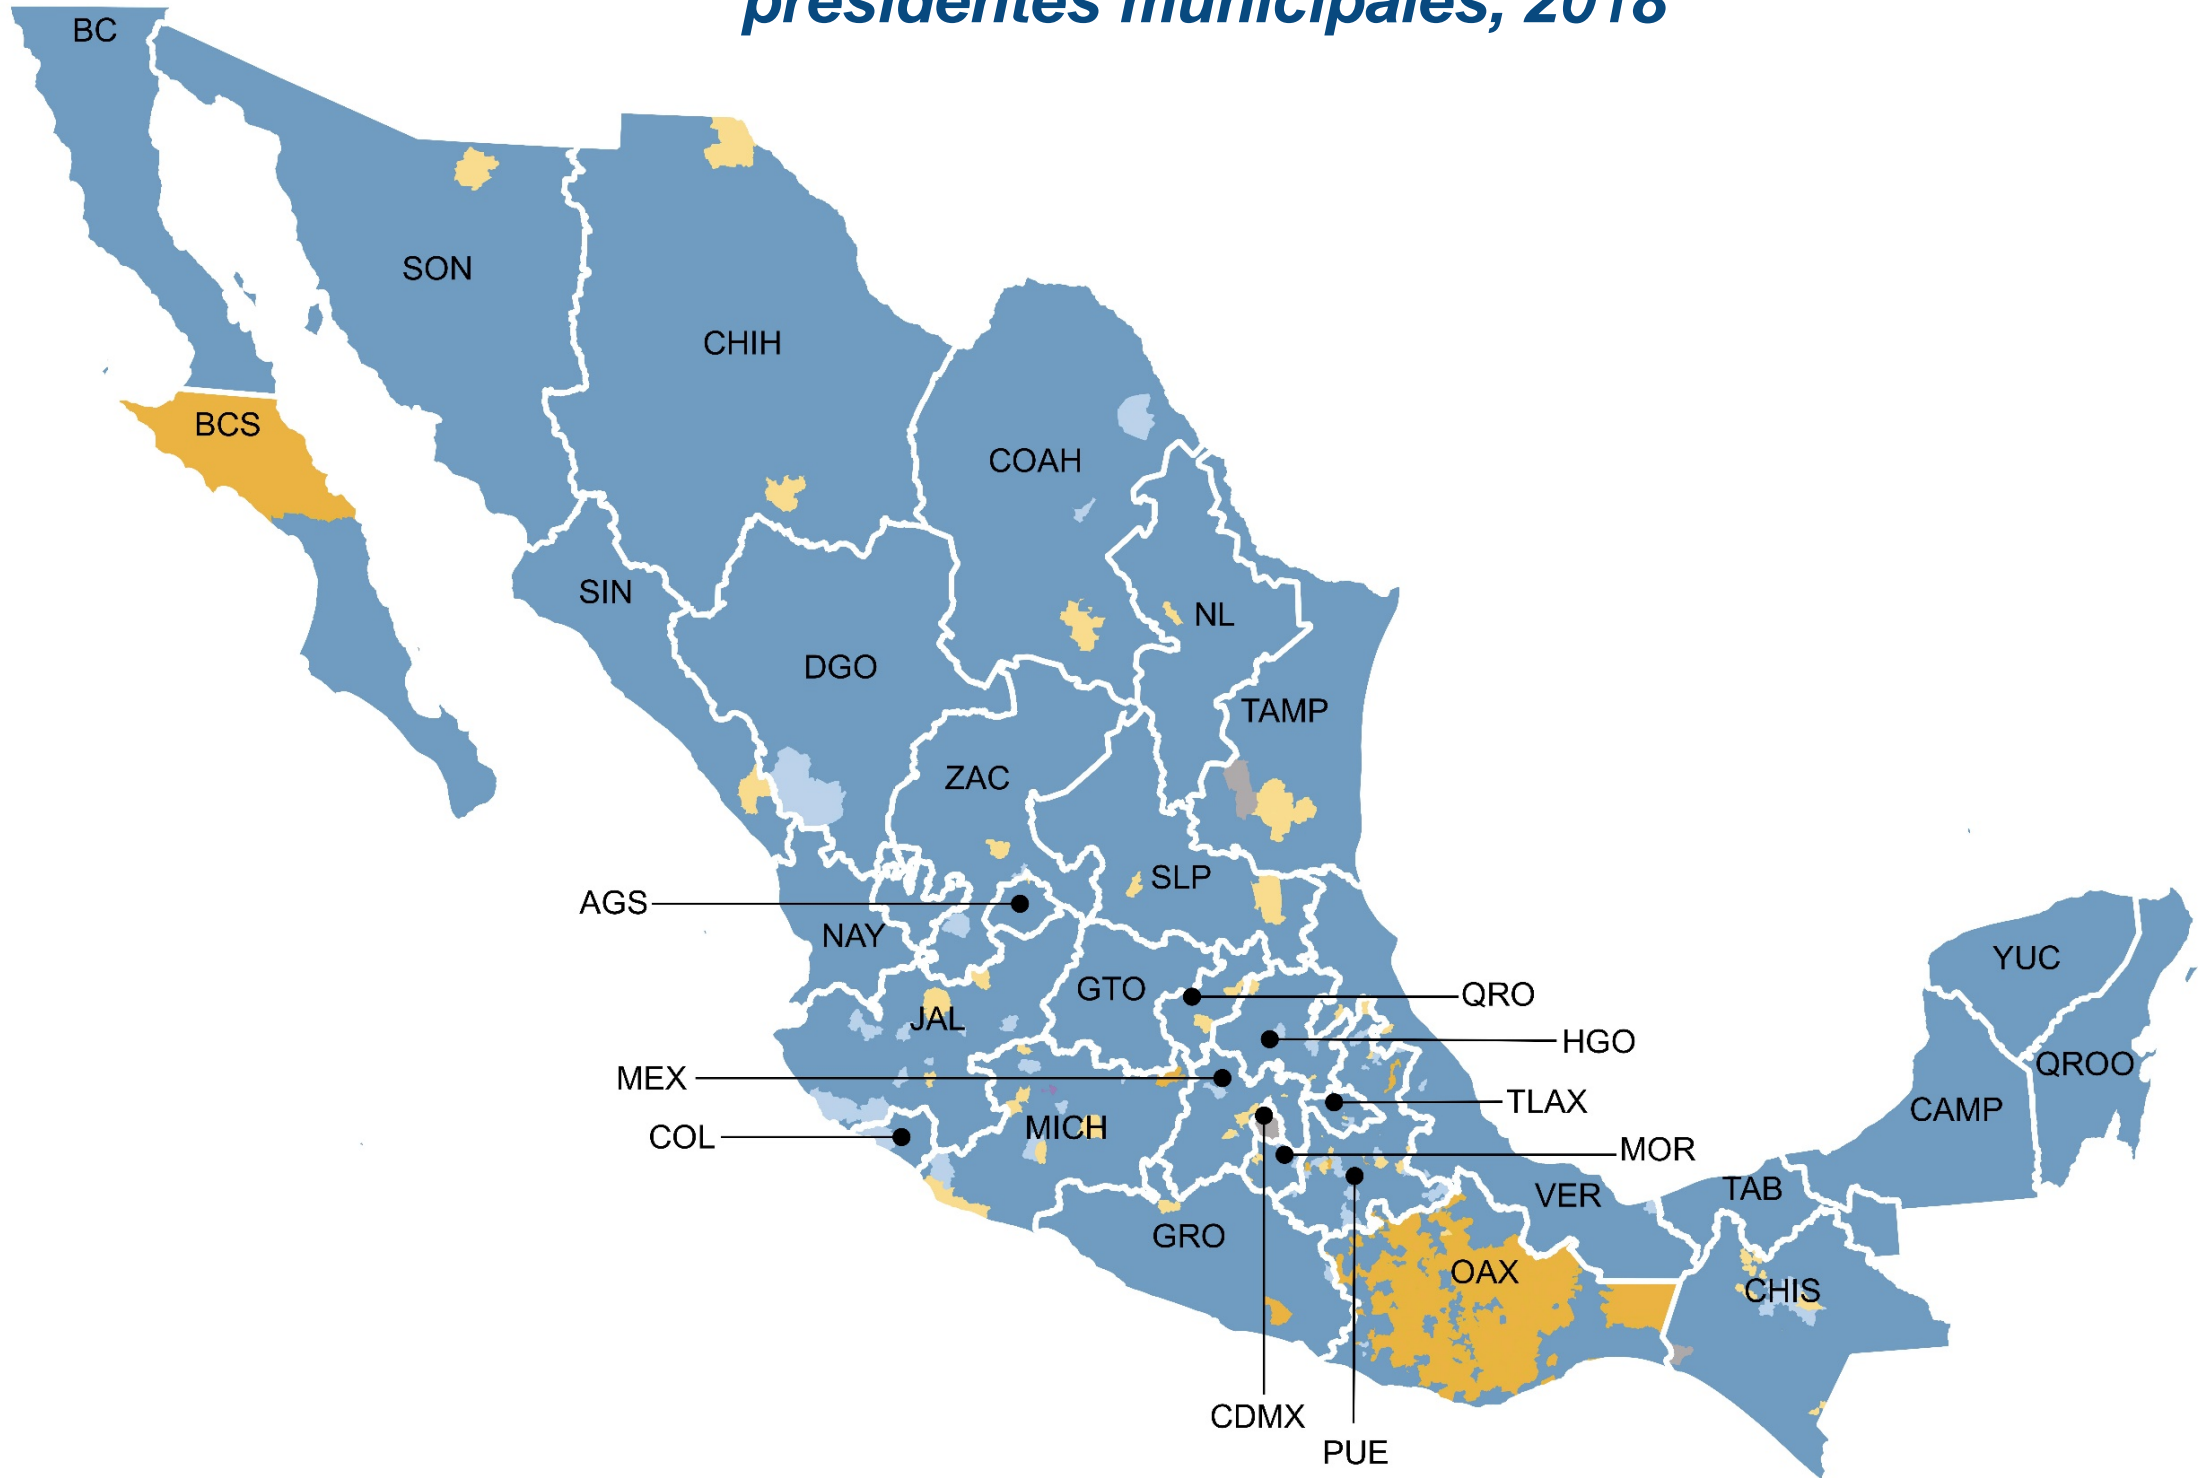 presidentes municipales, 2018
BC
SON
CHIH
BCS
COAH
SIN
NL
DGO
TAMP
ZAC
SLP
AGS
NAY
YUC
GTO
QRO
JAL
HGO
QROO
MEX
TLAX
CAMP
MICH
COL
MOR
TAB
VER
GRO
OAX
CHIS
CDMX
PUE